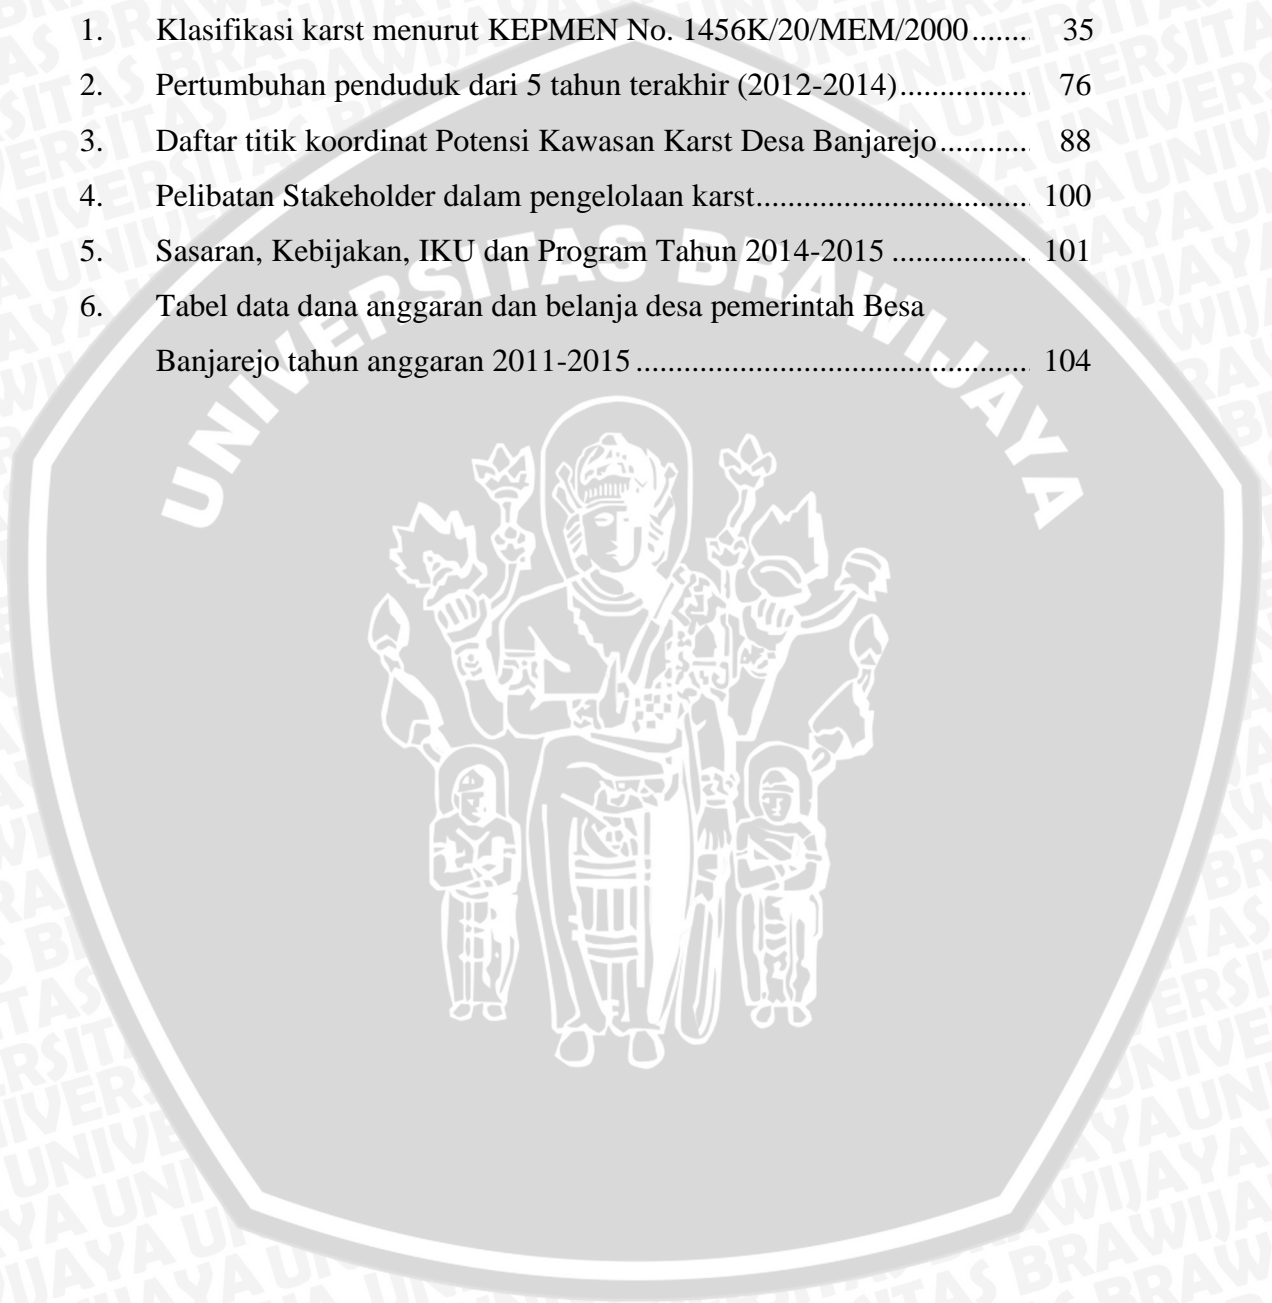 1. Klasifikasi karst menurut KEPMEN No. 1456K/20/MEM/2000....... 35
2. Pertumbuhan penduduk dari 5 tahun terakhir (2012-2014)................ 76
3. Daftar titik koordinat Potensi Kawasan Karst Desa Banjarejo........... 88
4. Pelibatan Stakeholder dalam pengelolaan karst.................................. 100
5. Sasaran, Kebijakan, IKU dan Program Tahun 2014-2015 ................. 101
6. Tabel data dana anggaran dan belanja desa pemerintah Besa
Banjarejo tahun anggaran 2011-2015 ................................................ 104
UNIVERSITAS BRAWIJAYA